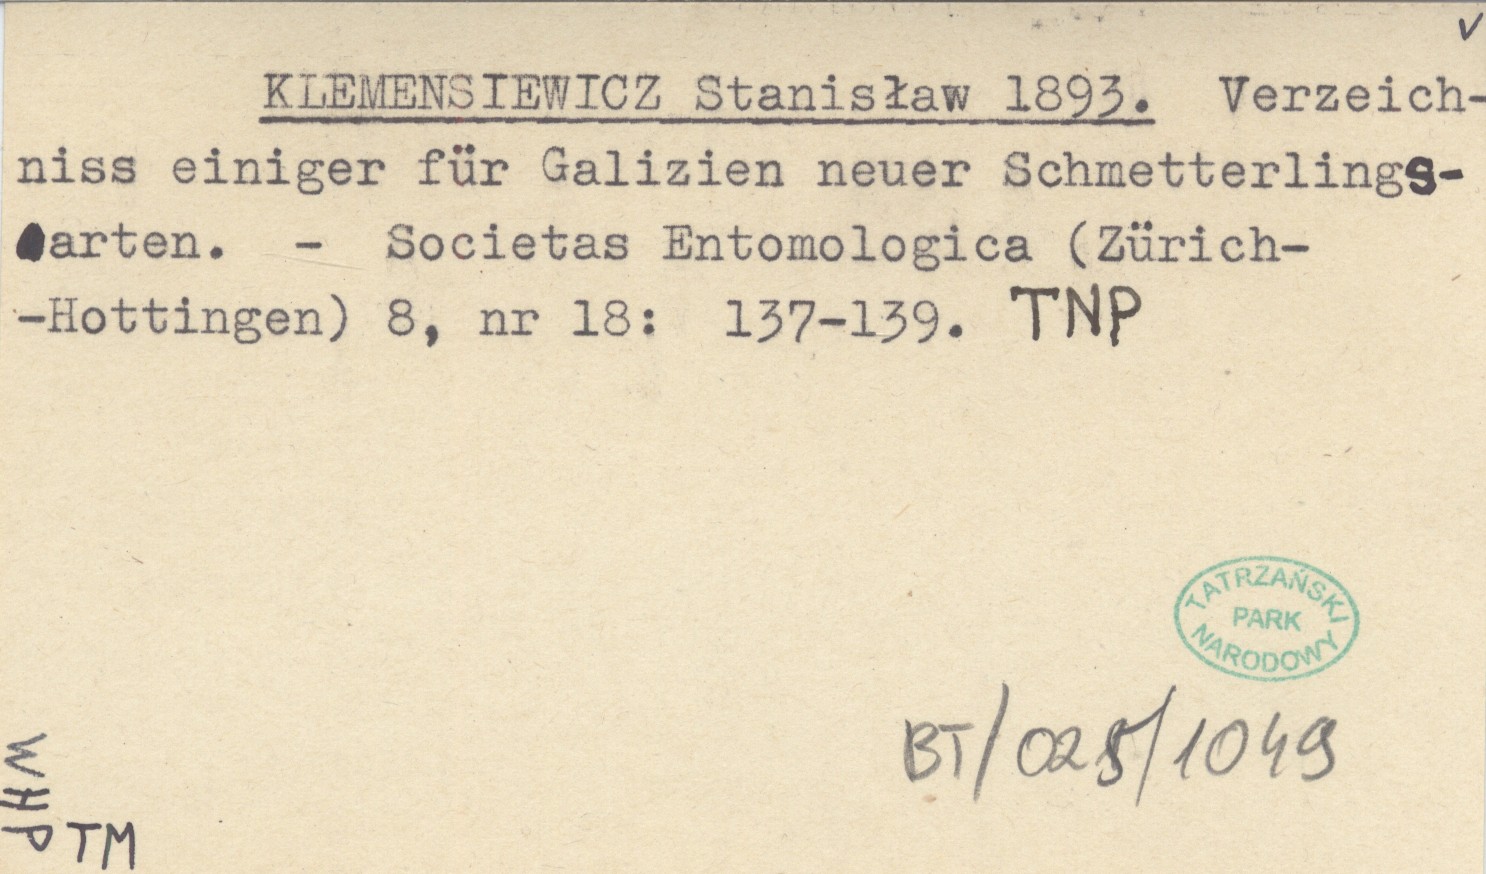 v
KLEMENSIEWICZ Stanisław 1893. Verzeich-
niss einiger für Galizien neuer Schmetterlings-
arten. - Societas Entomologica (Zürich-
-Hottingen) 8, nr 18: 137-139. TNP
TATRZAŃSKI
PARK
NARODOWY
BT/025/1049
WHP
TM